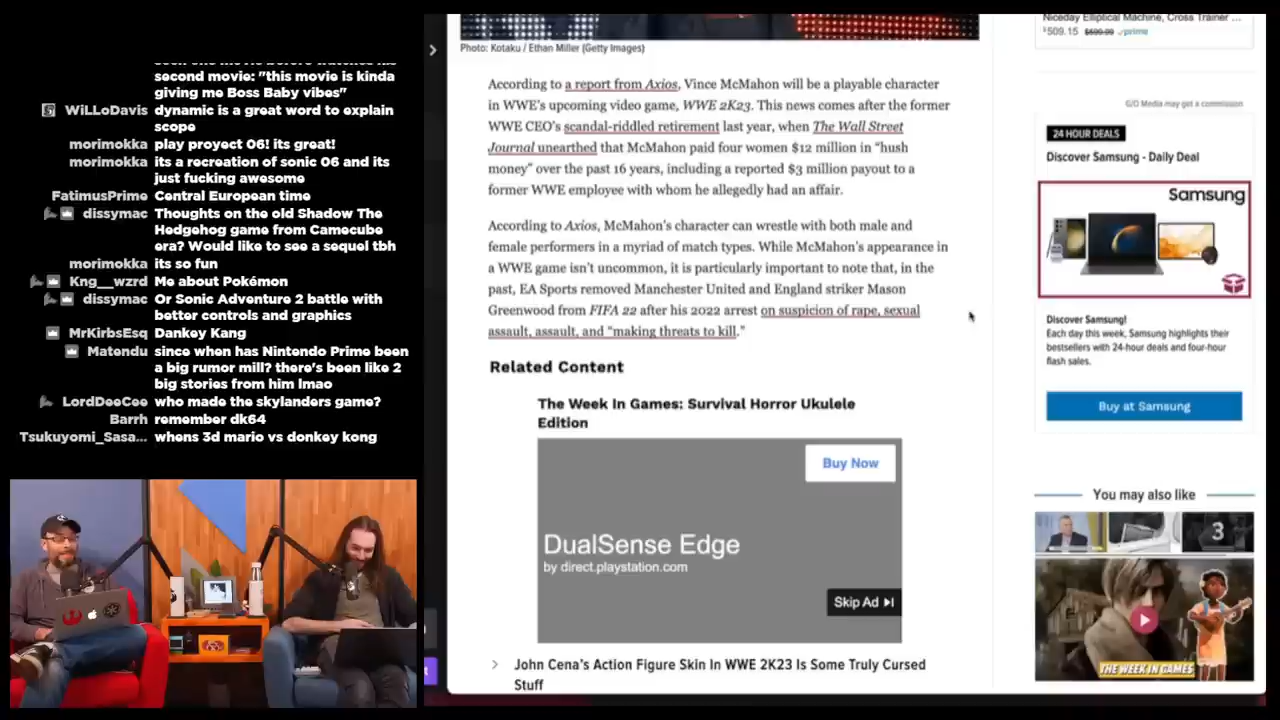 second movie: "this movie is kinda
giving me Boss Baby vibes"
WiLLoDavis dynamic is a great word to explain
scope
morimokka play proyect 06! its great!
morimokka its a recreation of sonic 06 and its
just fucking awesome
FatimusPrime Central European time
dissymac Thoughts on the old Shadow The
Hedgehog game from Camecube
era? Would like to see a sequel tbh
morimokka its so fun
Kng__wzrd Me about Pokémon
dissymac Or Sonic Adventure 2 battle with
better controls and graphics
MrKirbsEsq Dankey Kang
Matendu since when has Nintendo Prime been
a big rumor mill? there's been like 2
big stories from him lmao
LordDeeCee who made the skylanders game?
Barrh remember dk64
Tsukuyomi_Sasa... whens 3d mario vs donkey kong
Photo: Kotaku / Ethan Miller (Getty Images)
According to a report from Axios, Vince McMahon will be a playable character
in WWE's upcoming video game, WWE 2K23. This news comes after the former
WWE CEO's scandal-riddled retirement last year, when The Wall Street
Journal unearthed that McMahon paid four women $12 million in "hush
money" over the past 16 years, including a reported $3 million payout to a
former WWE employee with whom he allegedly had an affair.
According to Axios, McMahon's character can wrestle with both male and
female performers in a myriad of match types. While McMahon's appearance in
a WWE game isn't uncommon, it is particularly important to note that, in the
past, EA Sports removed Manchester United and England striker Mason
Greenwood from FIFA 22 after his 2022 arrest on suspicion of rape, sexual
assault, assault, and "making threats to kill."
Related Content
The Week In Games: Survival Horror Ukulele
Edition
Buy Now
DualSense Edge
by direct.playstation.com
Skip Ad
John Cena's Action Figure Skin In WWE 2K23 Is Some Truly Cursed
Stuff
Niceday Elliptical Machine, Cross Trainer ...
$509.15 $699.99 prime
G/O Media may get a commission
24 HOUR DEALS
Discover Samsung - Daily Deal
Samsung
Discover Samsung!
Each day this week, Samsung highlights their
bestsellers with 24-hour deals and four-hour
flash sales.
Buy at Samsung
You may also like
3
THE WEEK IN GAMES